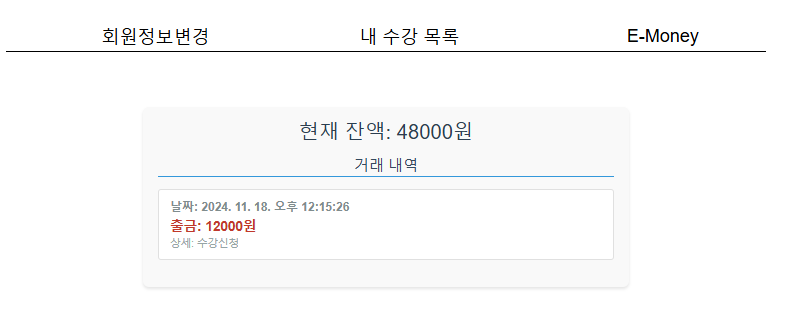 회원정보변경 내 수강 목록 E-Money
현재 잔액: 48000원
거래 내역
날짜: 2024. 11. 18. 오후 12:15:26
출금: 12000원
상세: 수강신청